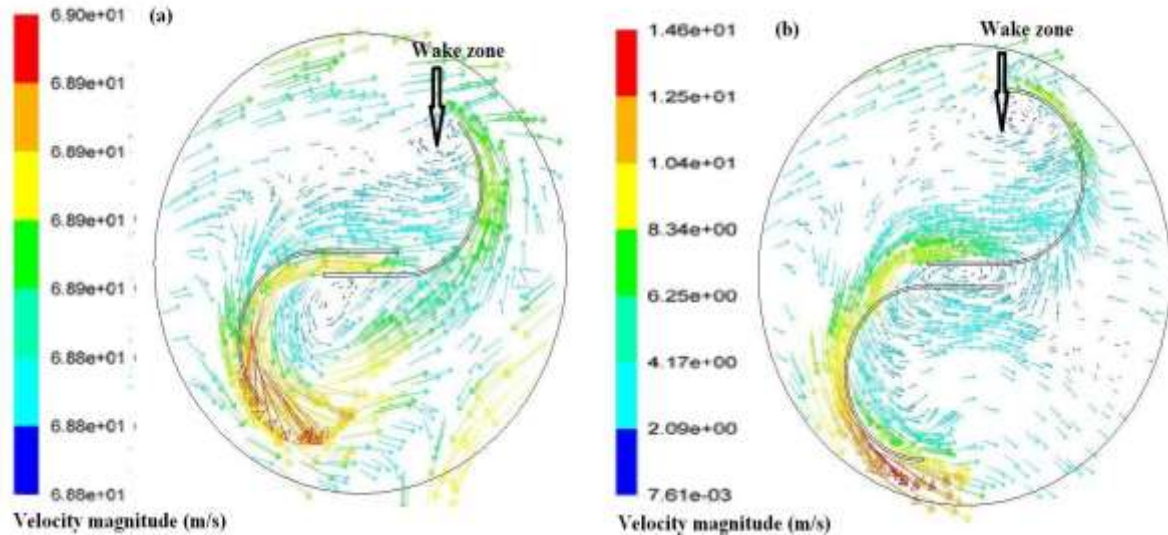 (a)
Wake zone
6.90e+01
6.89e+01
6.89e+01
6.89e+01
6.89e+01
6.88e+01
6.88e+01
6.88e+01
Velocity magnitude (m/s)
(b)
Wake zone
1.46e+01
1.25e+01
1.04e+01
8.34e+00
6.25e+00
4.17e+00
2.09e+00
7.61e-03
Velocity magnitude (m/s)